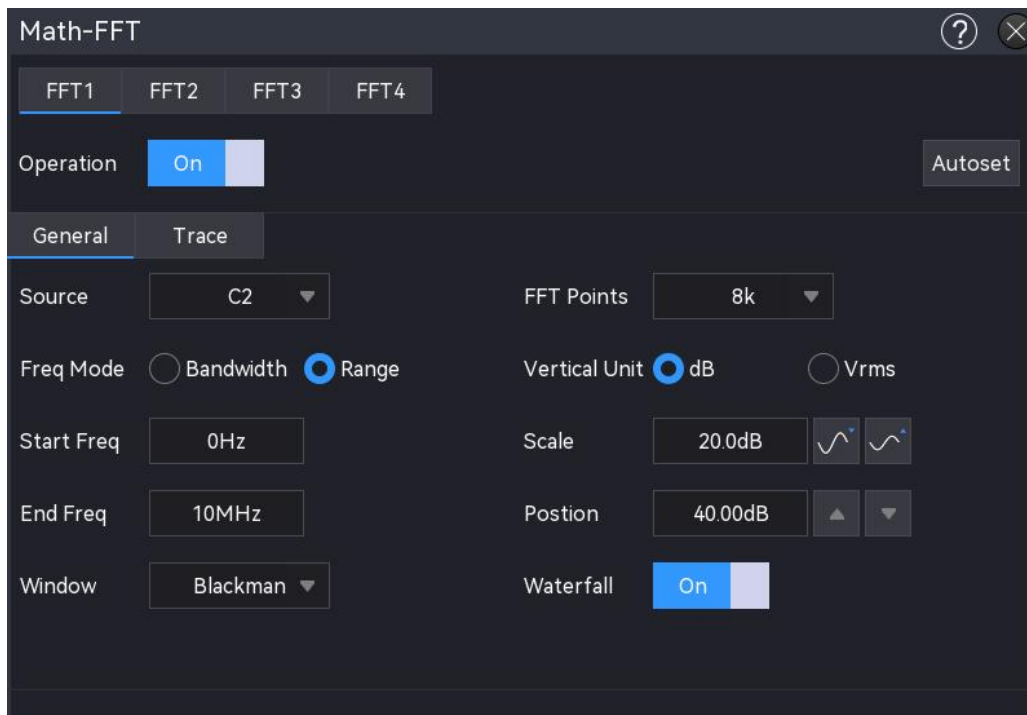 Math-FFT ?
FFT1 FFT2 FFT3 FFT4
Operation On Autoset
General Trace
Source C2 FFT Points 8k
Freq Mode Bandwidth Range Vertical Unit dB Vrms
Start Freq 0Hz Scale 20.0dB
End Freq 10MHz Postion 40.00dB
Window Blackman Waterfall On